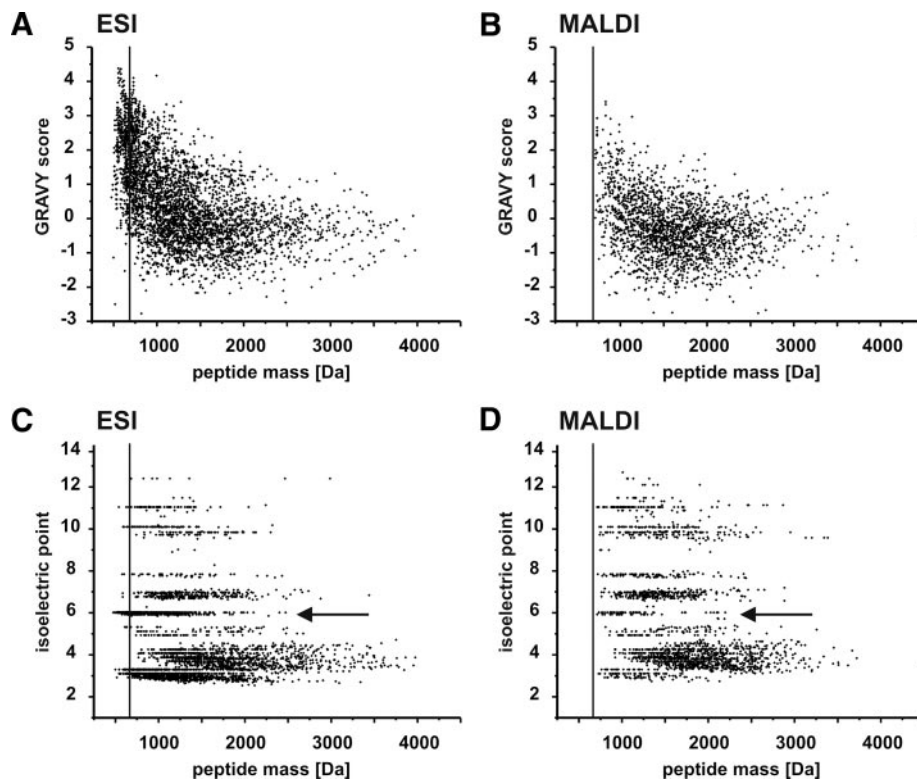 A ESI
5
4
3
2
1
0
-1
-2
-3
GRAVY score
1000 2000 3000 4000
peptide mass [Da]
B MALDI
5
4
3
2
1
0
-1
-2
-3
GRAVY score
1000 2000 3000 4000
peptide mass [Da]
C ESI
14
12
10
8
6
4
2
isoelectric point
1000 2000 3000 4000
peptide mass [Da]
D MALDI
14
12
10
8
6
4
2
isoelectric point
1000 2000 3000 4000
peptide mass [Da]